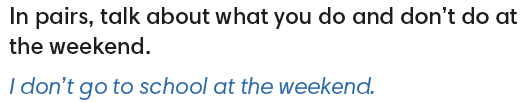 In pairs, talk about what you do and don’t do at
the weekend.
I don’t go to school at the weekend.